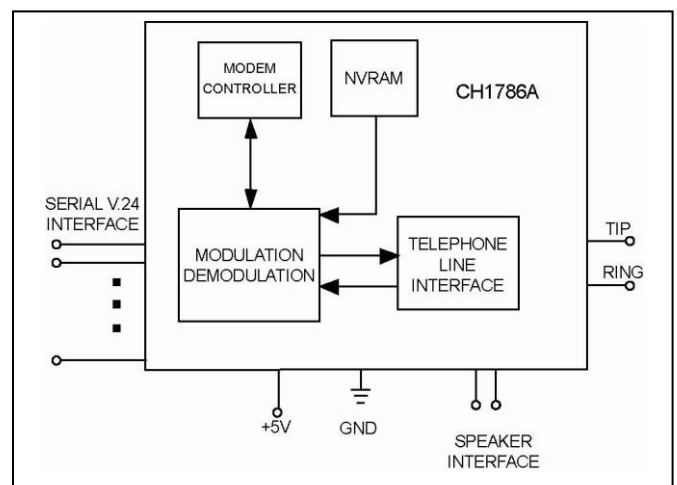 MODEM
CONTROLLER
NVRAM
CH1786A
SERIAL V.24
INTERFACE
MODULATION
DEMODULATION
TELEPHONE
LINE
INTERFACE
TIP
RING
+5V
GND
SPEAKER
INTERFACE